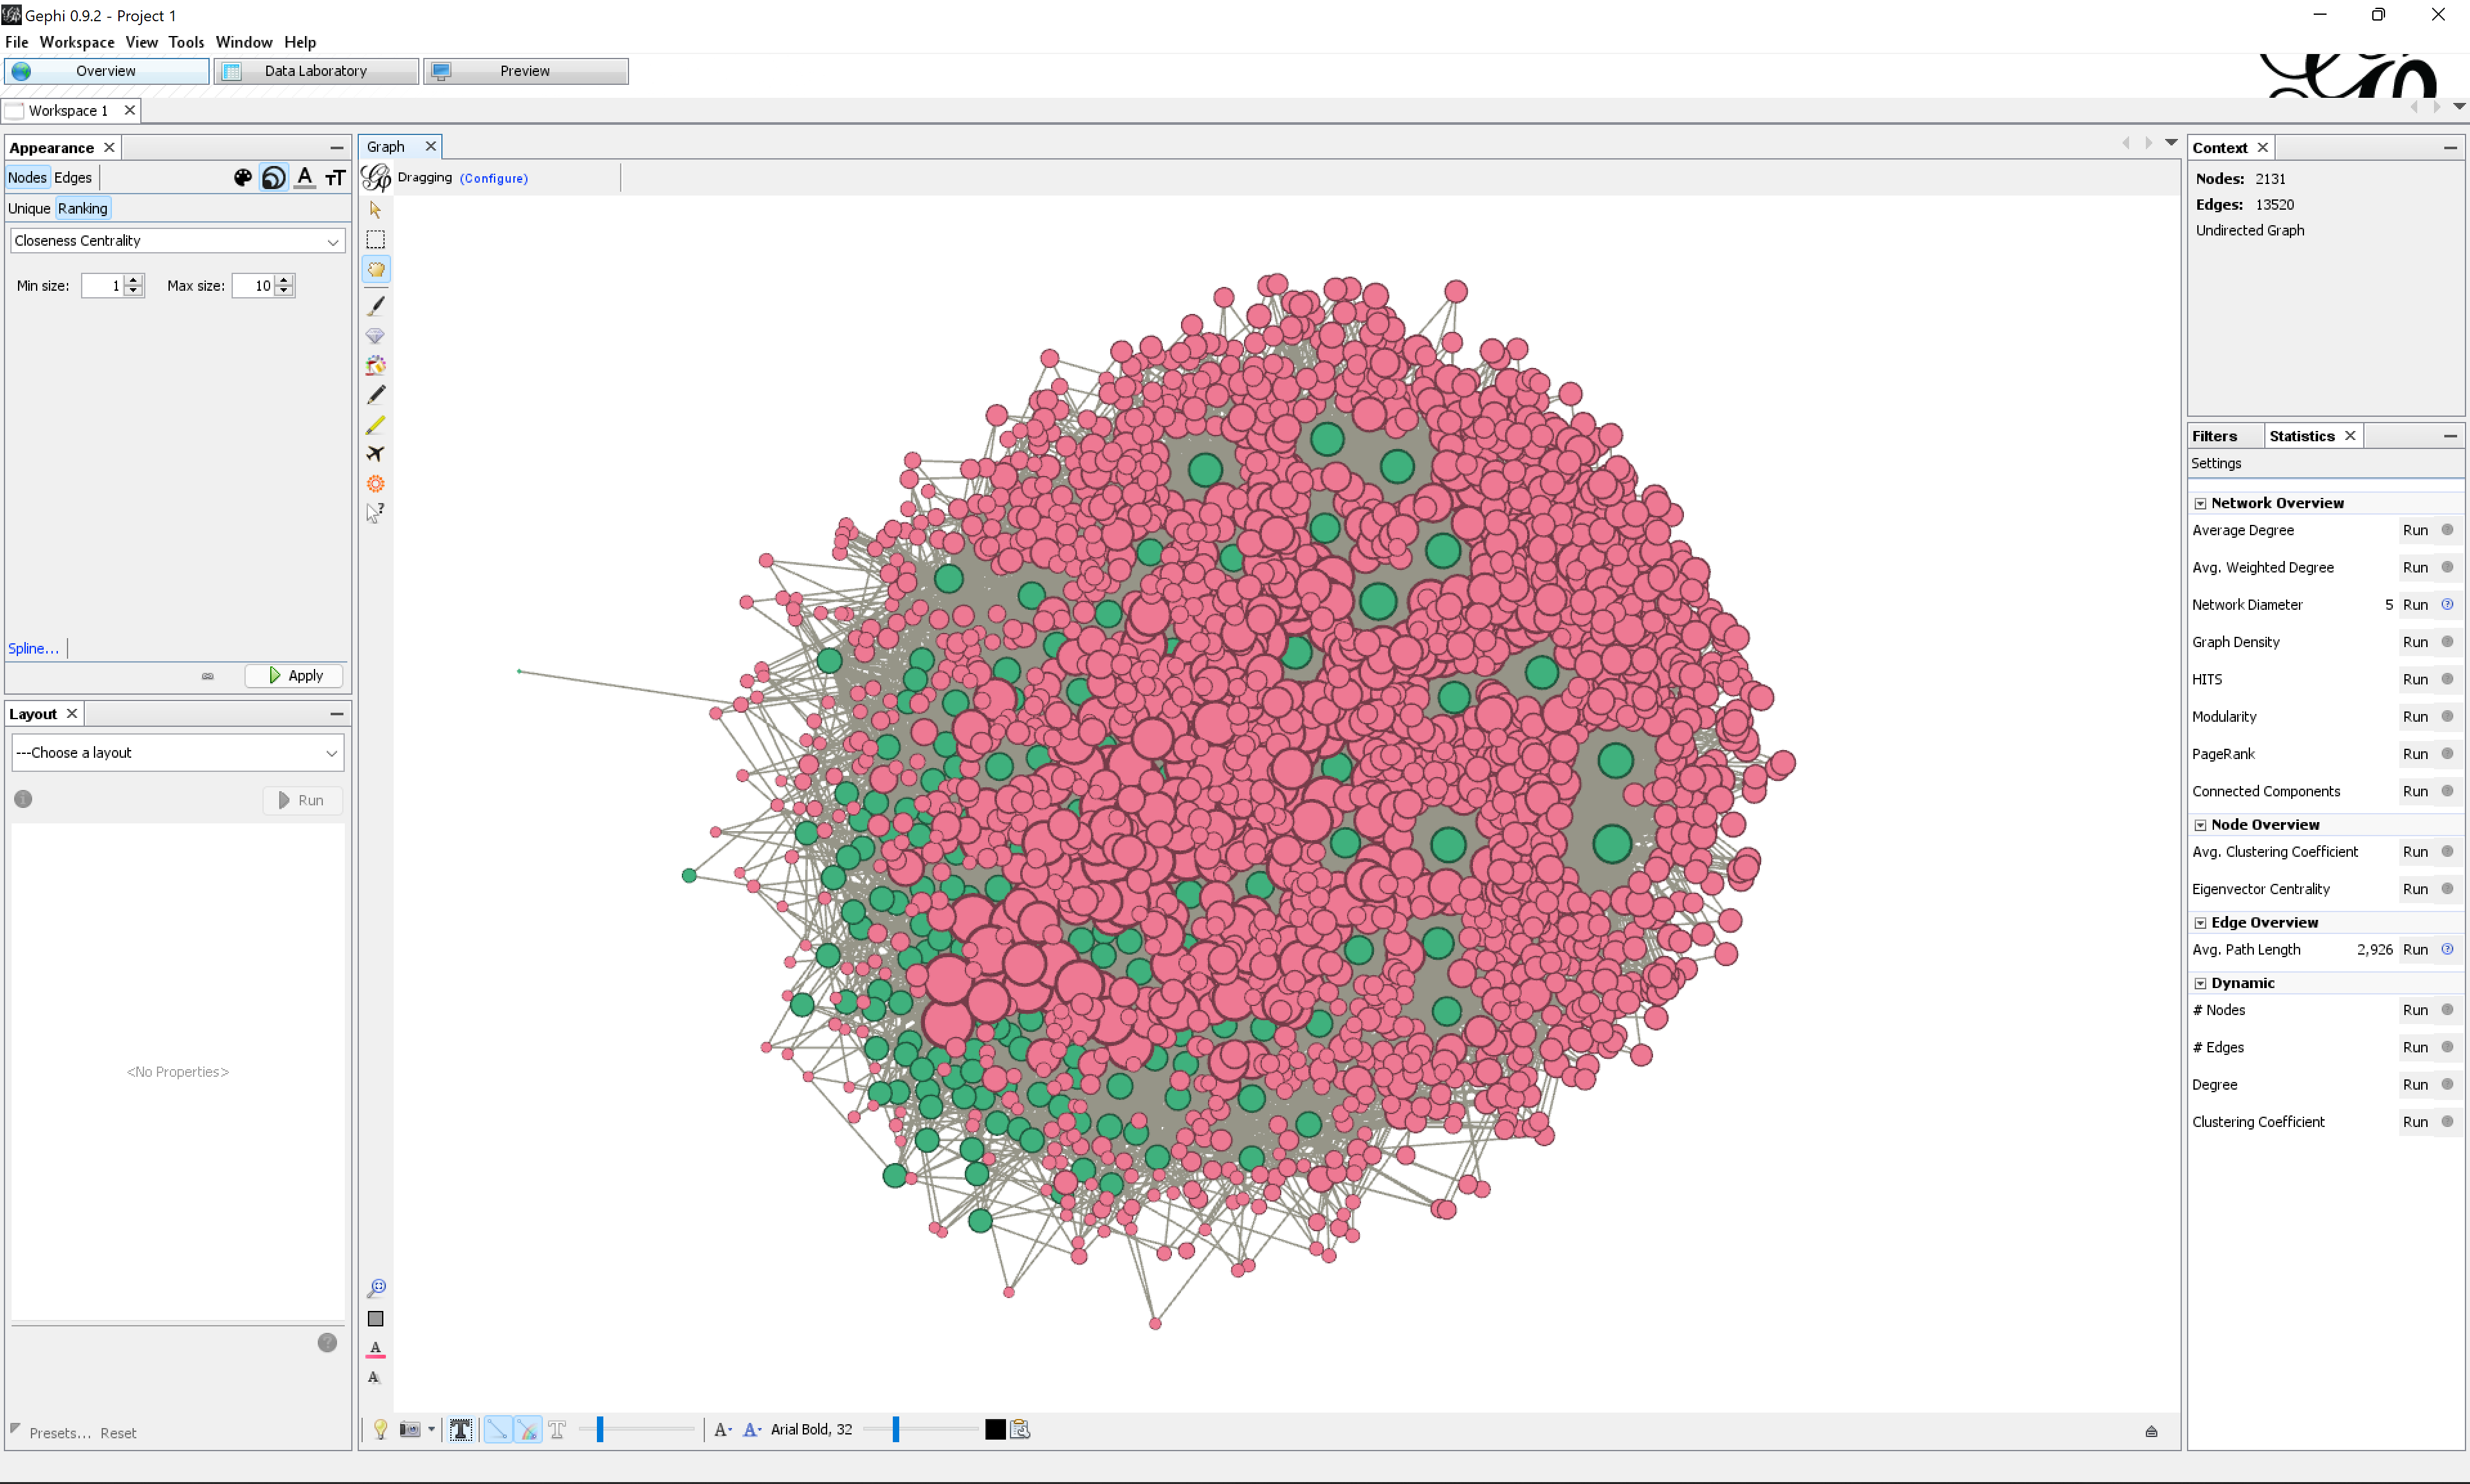 Gephi 0.9.2 - Project 1
File Workspace View Tools Window Help
Overview Data Laboratory Preview
Workspace 1
Appearance
Nodes Edges
Unique Ranking
Closeness Centrality
Min size: 1 Max size: 10
Spline...
Apply
Layout
---Choose a layout
Run
<No Properties>
Presets... Reset
Graph
Dragging (Configure)
Arial Bold, 32
Context
Nodes: 2131
Edges: 13520
Undirected Graph
Filters Statistics
Settings
Network Overview
Average Degree Run
Avg. Weighted Degree Run
Network Diameter 5 Run
Graph Density Run
HITS Run
Modularity Run
PageRank Run
Connected Components Run
Node Overview
Avg. Clustering Coefficient Run
Eigenvector Centrality Run
Edge Overview
Avg. Path Length 2,926 Run
Dynamic
# Nodes Run
# Edges Run
Degree Run
Clustering Coefficient Run